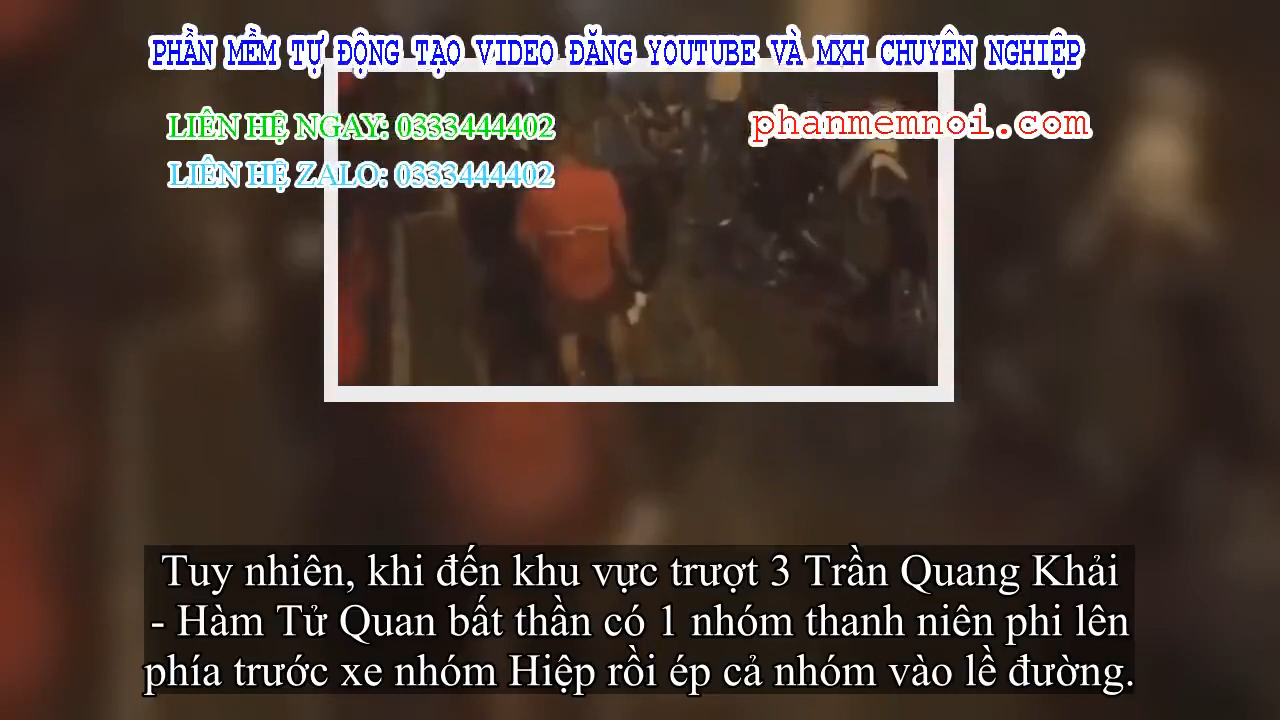 PHẦN MỀM TỰ ĐỘNG TẠO VIDEO ĐĂNG YOUTUBE VÀ MXH CHUYÊN NGHIỆP
LIÊN HỆ NGAY: 0333444402
phanmemnoi.com
LIÊN HỆ ZALO: 0333444402
Tuy nhiên, khi đến khu vực trượt 3 Trần Quang Khải
- Hàm Tử Quan bất thần có 1 nhóm thanh niên phi lên
phía trước xe nhóm Hiệp rồi ép cả nhóm vào lề đường.